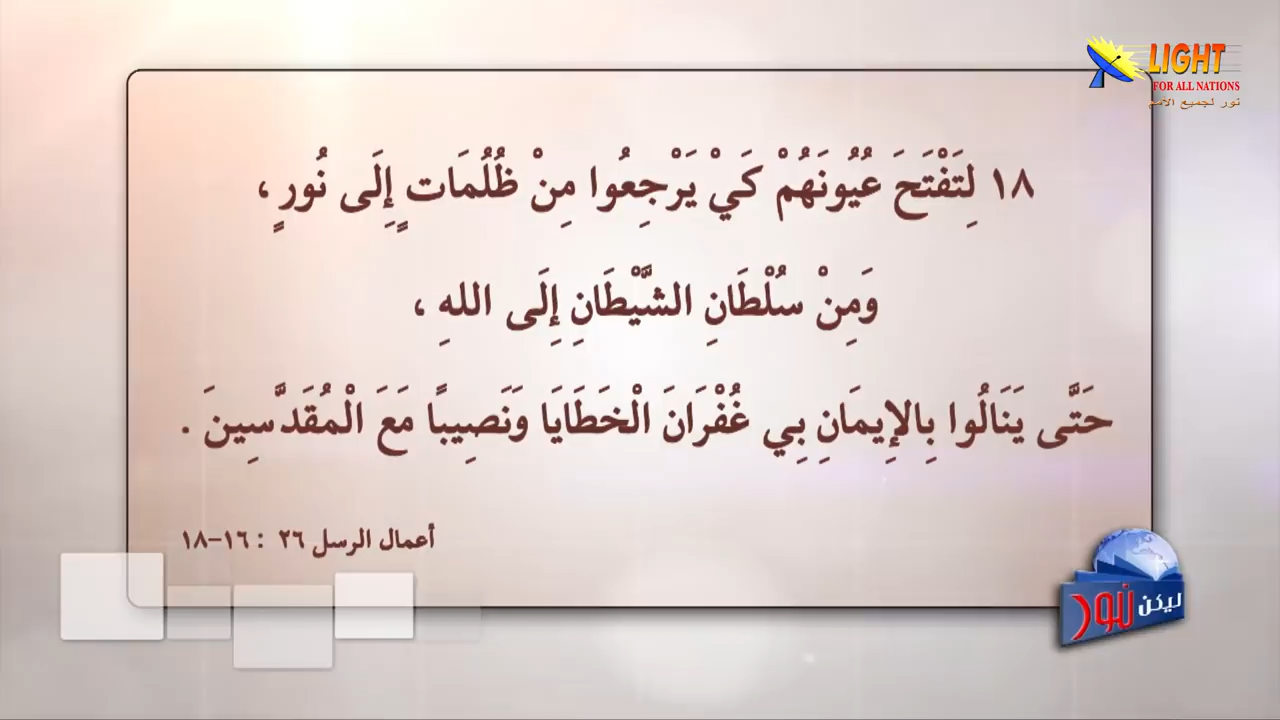 LIGHT
FOR ALL NATIONS
نور لجميع الامم
١٨ لِتَفْتَحَ عُيُونَهُمْ كَيْ يَرْجِعُوا مِنْ ظُلُمَاتٍ إِلَى نُورٍ ،
وَمِنْ سُلْطَانِ الشَّيْطَانِ إِلَى اللهِ ،
حَتَّى يَنَالُوا بِالإِيمَانِ بِي غُفْرَانَ الْخَطَايَا وَنَصِيبًا مَعَ الْمُقَدَّسِينَ .
أعمال الرسل ٢٦ : ١٦-١٨
ليكن نور